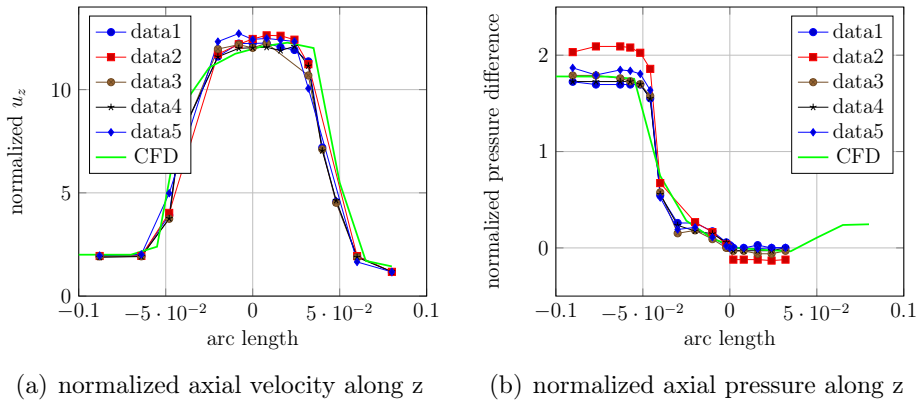 data1
data2
data3
data4
data5
CFD
10
5
0
normalized u_z
−0.1
−5 · 10⁻²
0
5 · 10⁻²
0.1
arc length
(a) normalized axial velocity along z
data1
data2
data3
data4
data5
CFD
2
1
0
normalized pressure difference
−0.1
−5 · 10⁻²
0
5 · 10⁻²
0.1
arc length
(b) normalized axial pressure along z